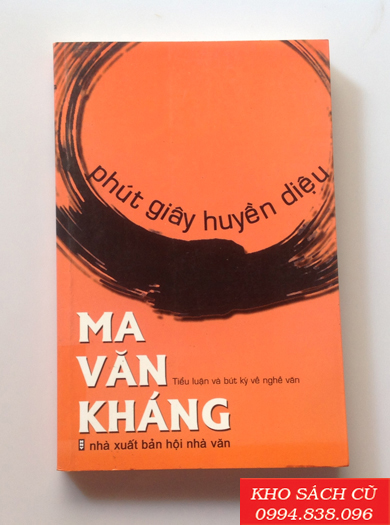 phút giây huyền diệu
MA
VĂN
Tiểu luận và bút ký về nghề văn
KHÁNG
nhà xuất bản hội nhà văn
KHO SÁCH CŨ
0994.838.096